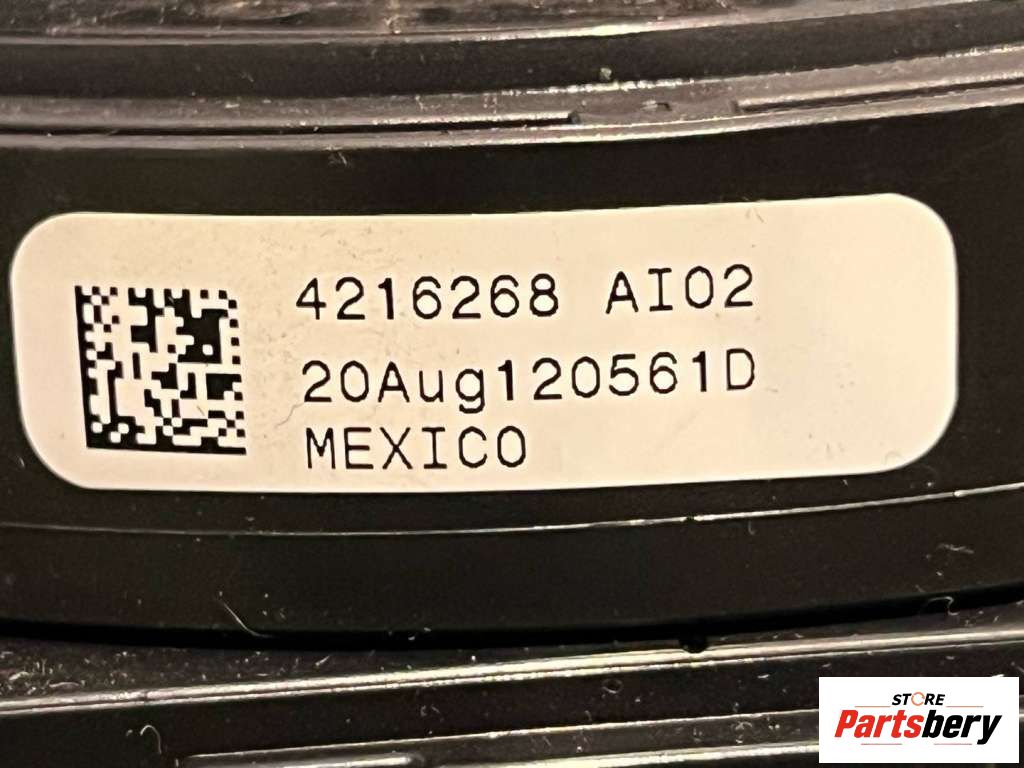 4216268 AI02
20Aug120561D
MEXICO
STORE
Partsbery